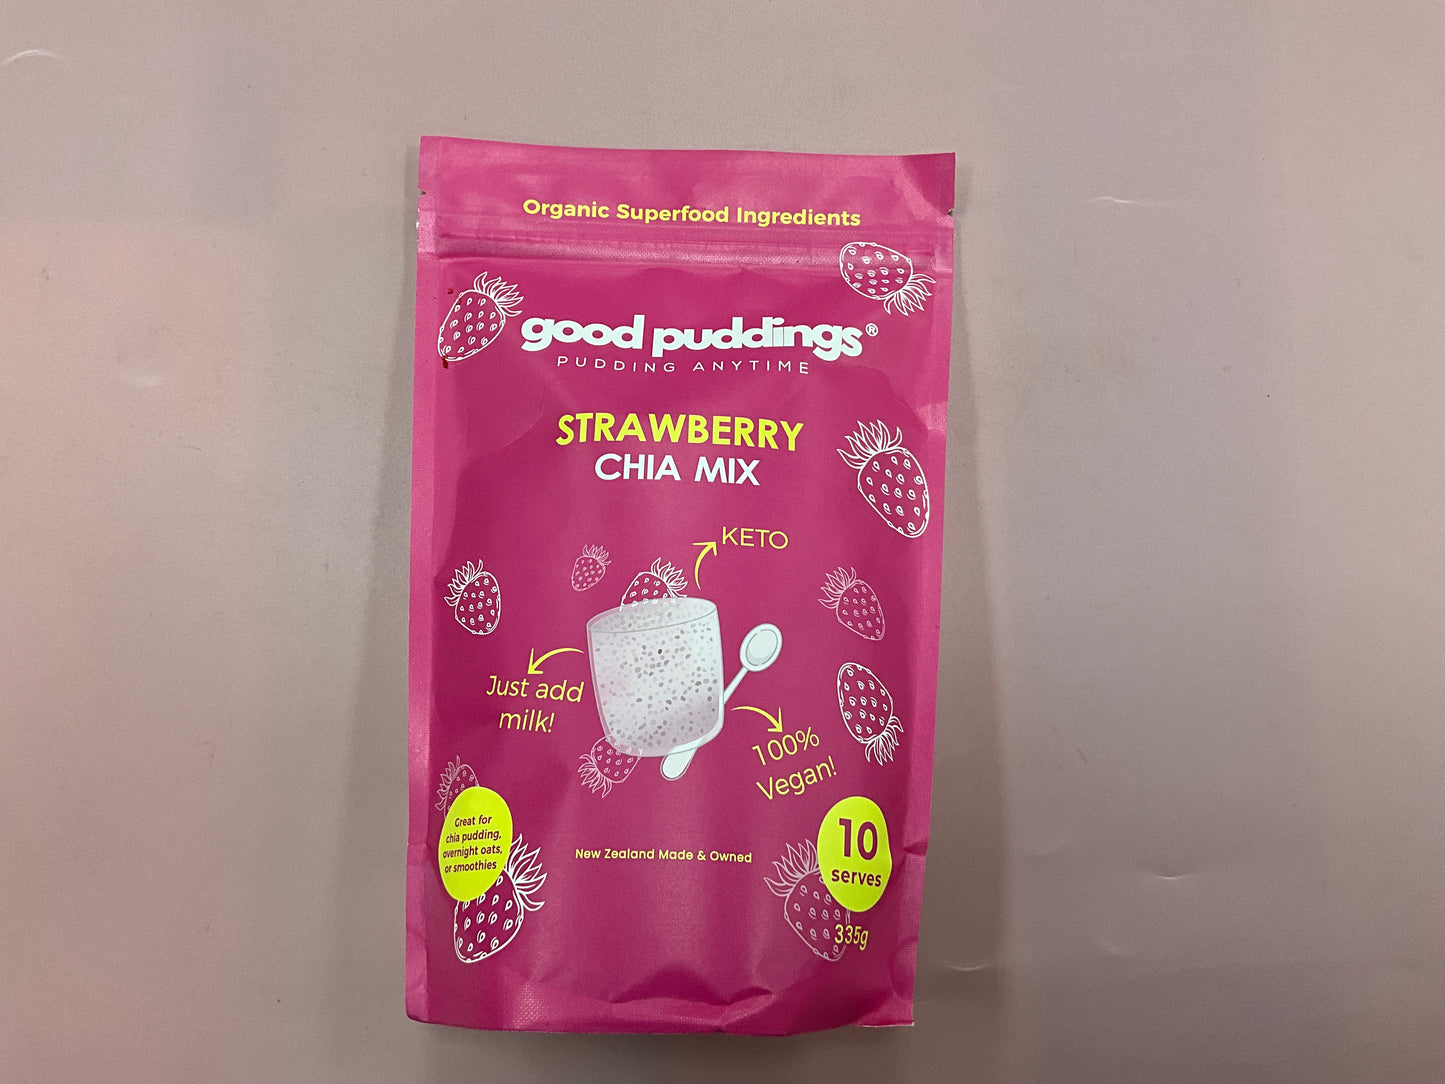 Organic Superfood Ingredients
good puddings®
PUDDING ANYTIME
STRAWBERRY
CHIA MIX
KETO
Just add
milk!
100%
Vegan!
Great for
chia pudding,
overnight oats,
or smoothies
New Zealand Made & Owned
10
serves
335g